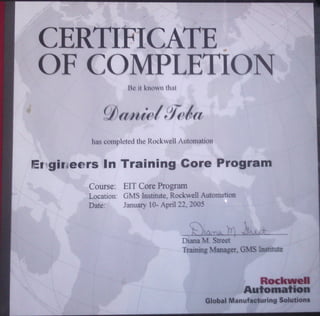 CERTIFICATE
OF COMPLETION
Be it known that
Daniel Teba
has completed the Rockwell Automation
Engineers In Training Core Program
Course: EIT Core Program
Location: GMS Institute, Rockwell Automation
Date: January 10- April 22, 2005
Diana M. Street
Diana M. Street
Training Manager, GMS Institute
Rockwell
Automation
Global Manufacturing Solutions